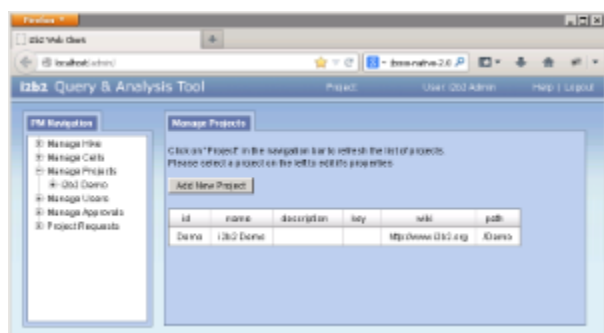 Firefox
i2b2 Web Client
localhost/admin/
i2b2 Query & Analysis Tool
Project:
User: i2b2 Admin
Help | Logout
PM Navigation
Manage Hive
Manage Cells
Manage Projects
i2b2 Demo
Manage Users
Manage Approvals
Project Requests
Manage Projects
Click on "Project" in the navigation bar to refresh the list of projects.
Please select a project on the left to edit its properties
Add New Project
id name description key wiki path
Demo i2b2 Demo http://www.i2b2.org /Demo